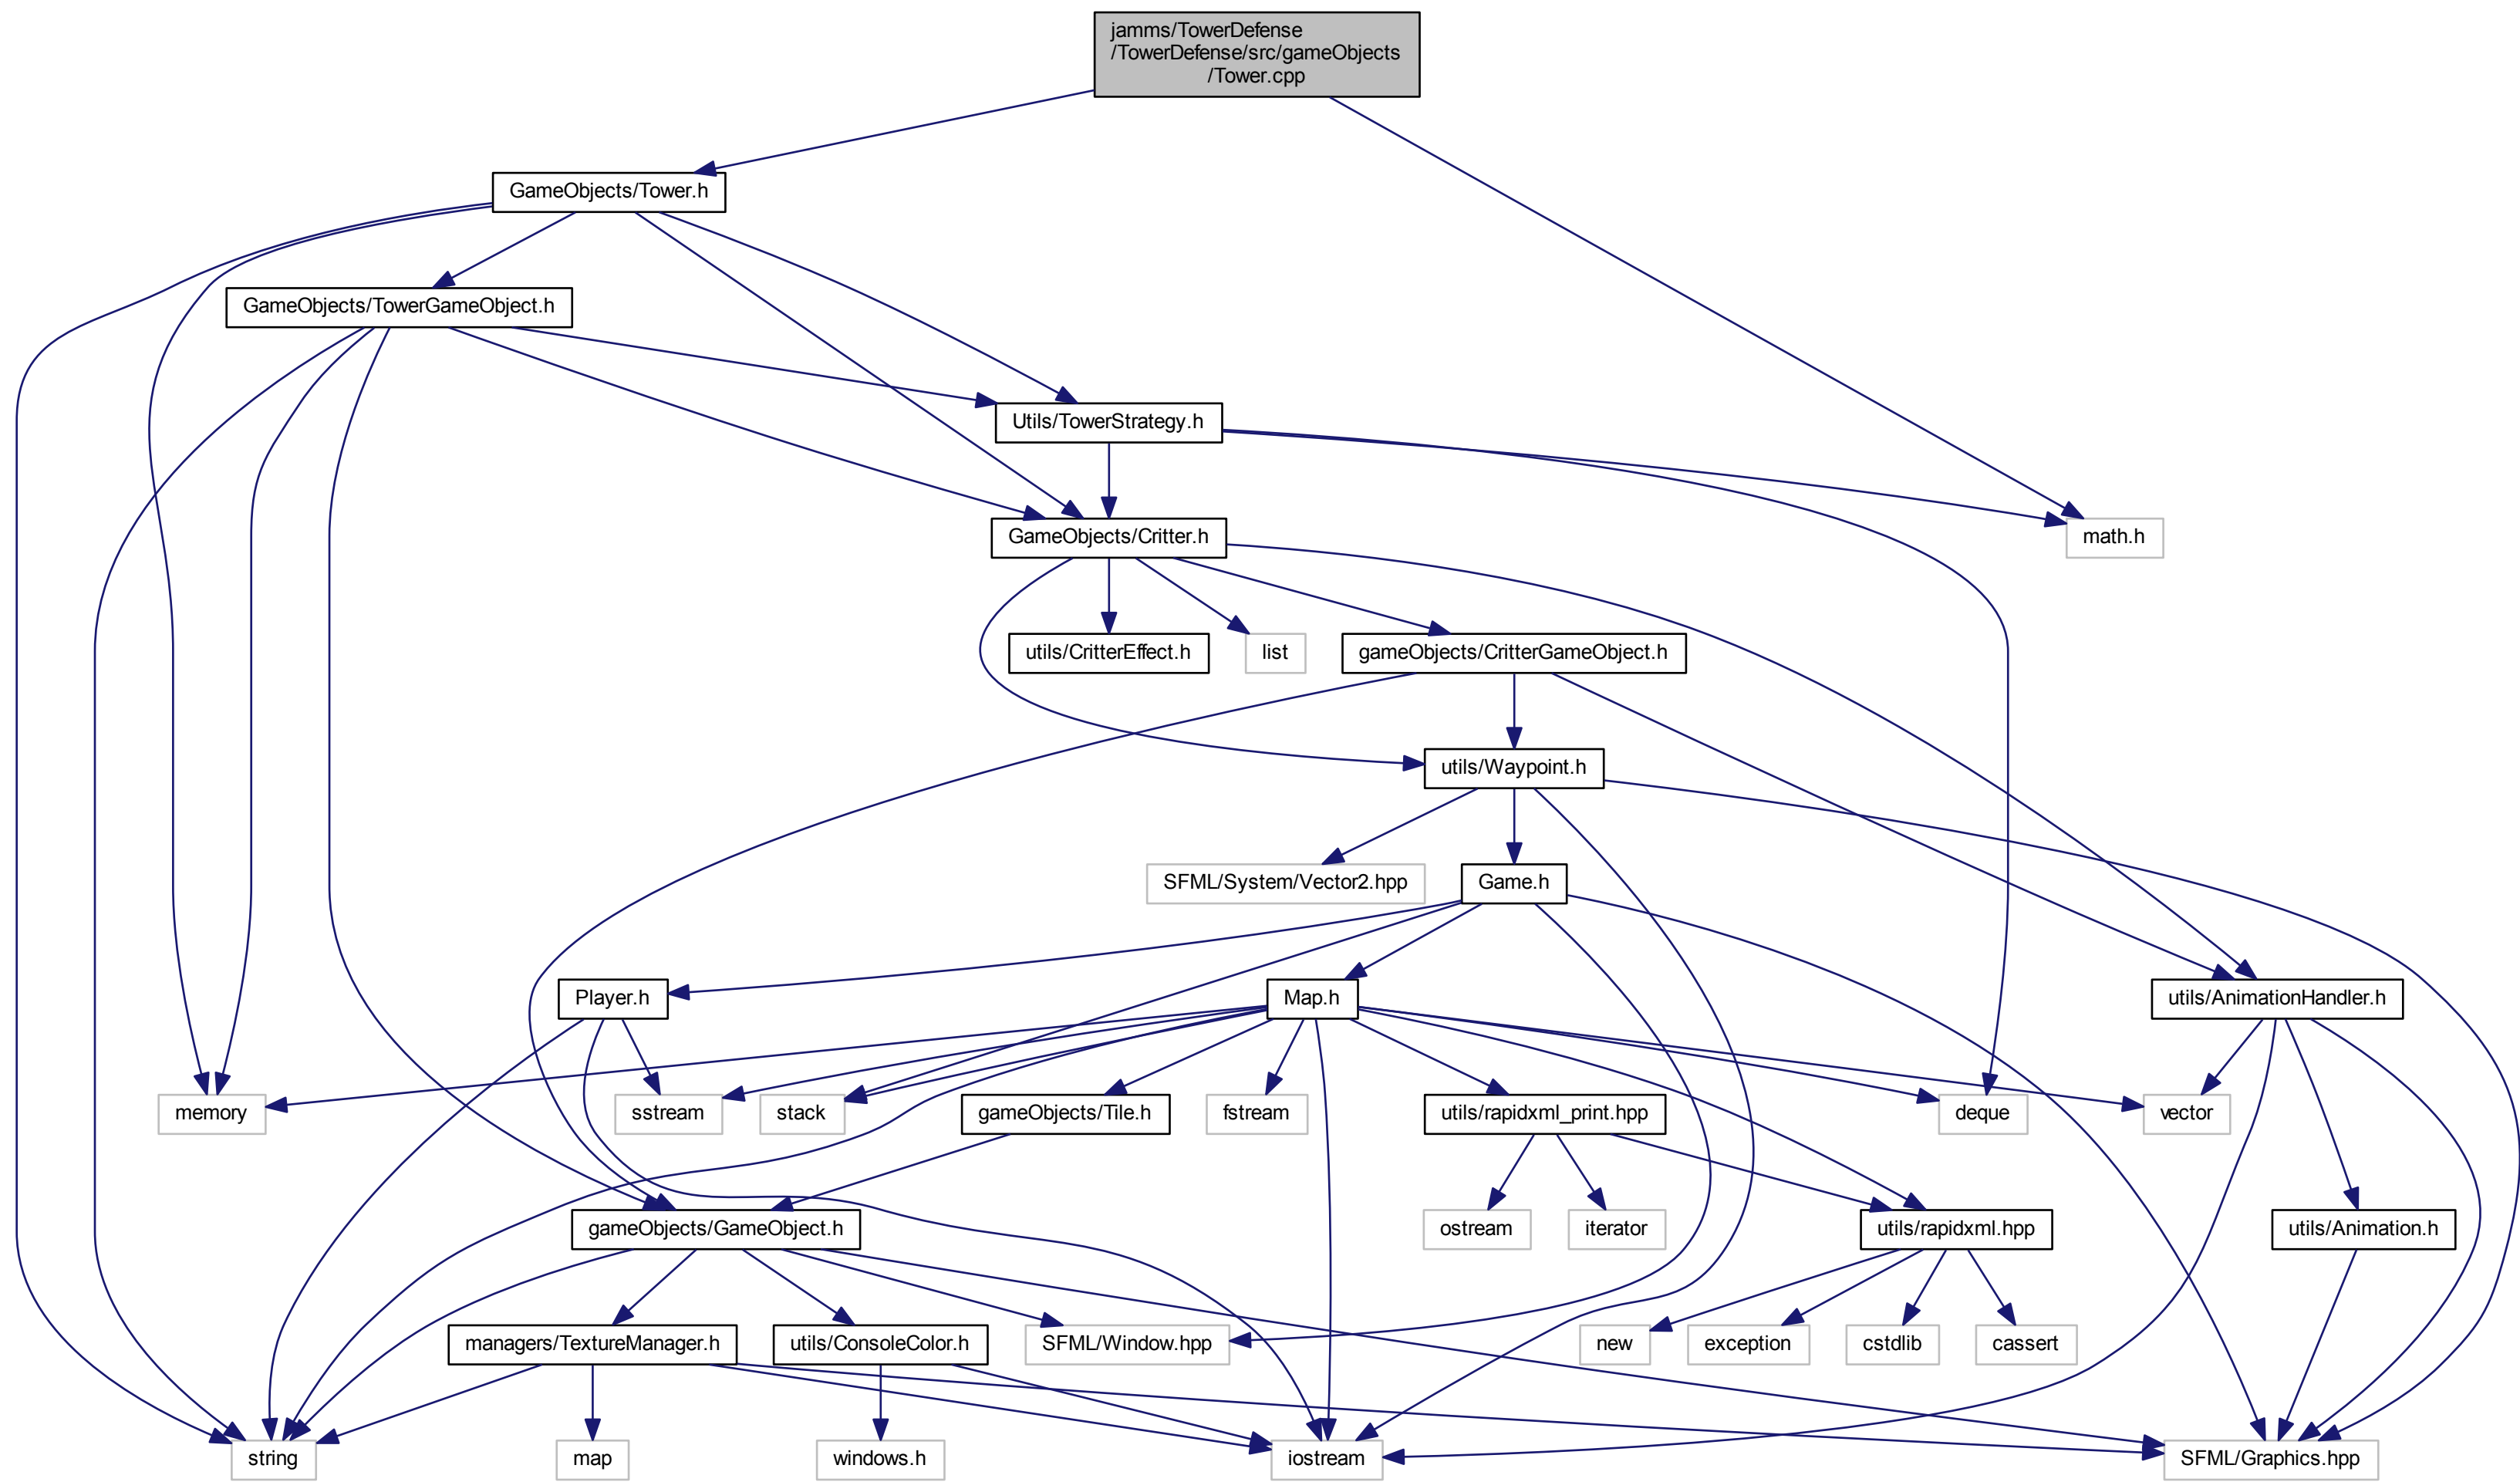 jamms/TowerDefense
/TowerDefense/src/gameObjects
/Tower.cpp
GameObjects/Tower.h
GameObjects/TowerGameObject.h
Utils/TowerStrategy.h
GameObjects/Critter.h
math.h
utils/CritterEffect.h
list
gameObjects/CritterGameObject.h
utils/Waypoint.h
SFML/System/Vector2.hpp
Game.h
Player.h
Map.h
utils/AnimationHandler.h
memory
sstream
stack
gameObjects/Tile.h
fstream
utils/rapidxml_print.hpp
deque
vector
gameObjects/GameObject.h
ostream
iterator
utils/rapidxml.hpp
utils/Animation.h
managers/TextureManager.h
utils/ConsoleColor.h
SFML/Window.hpp
new
exception
cstdlib
cassert
string
map
windows.h
iostream
SFML/Graphics.hpp